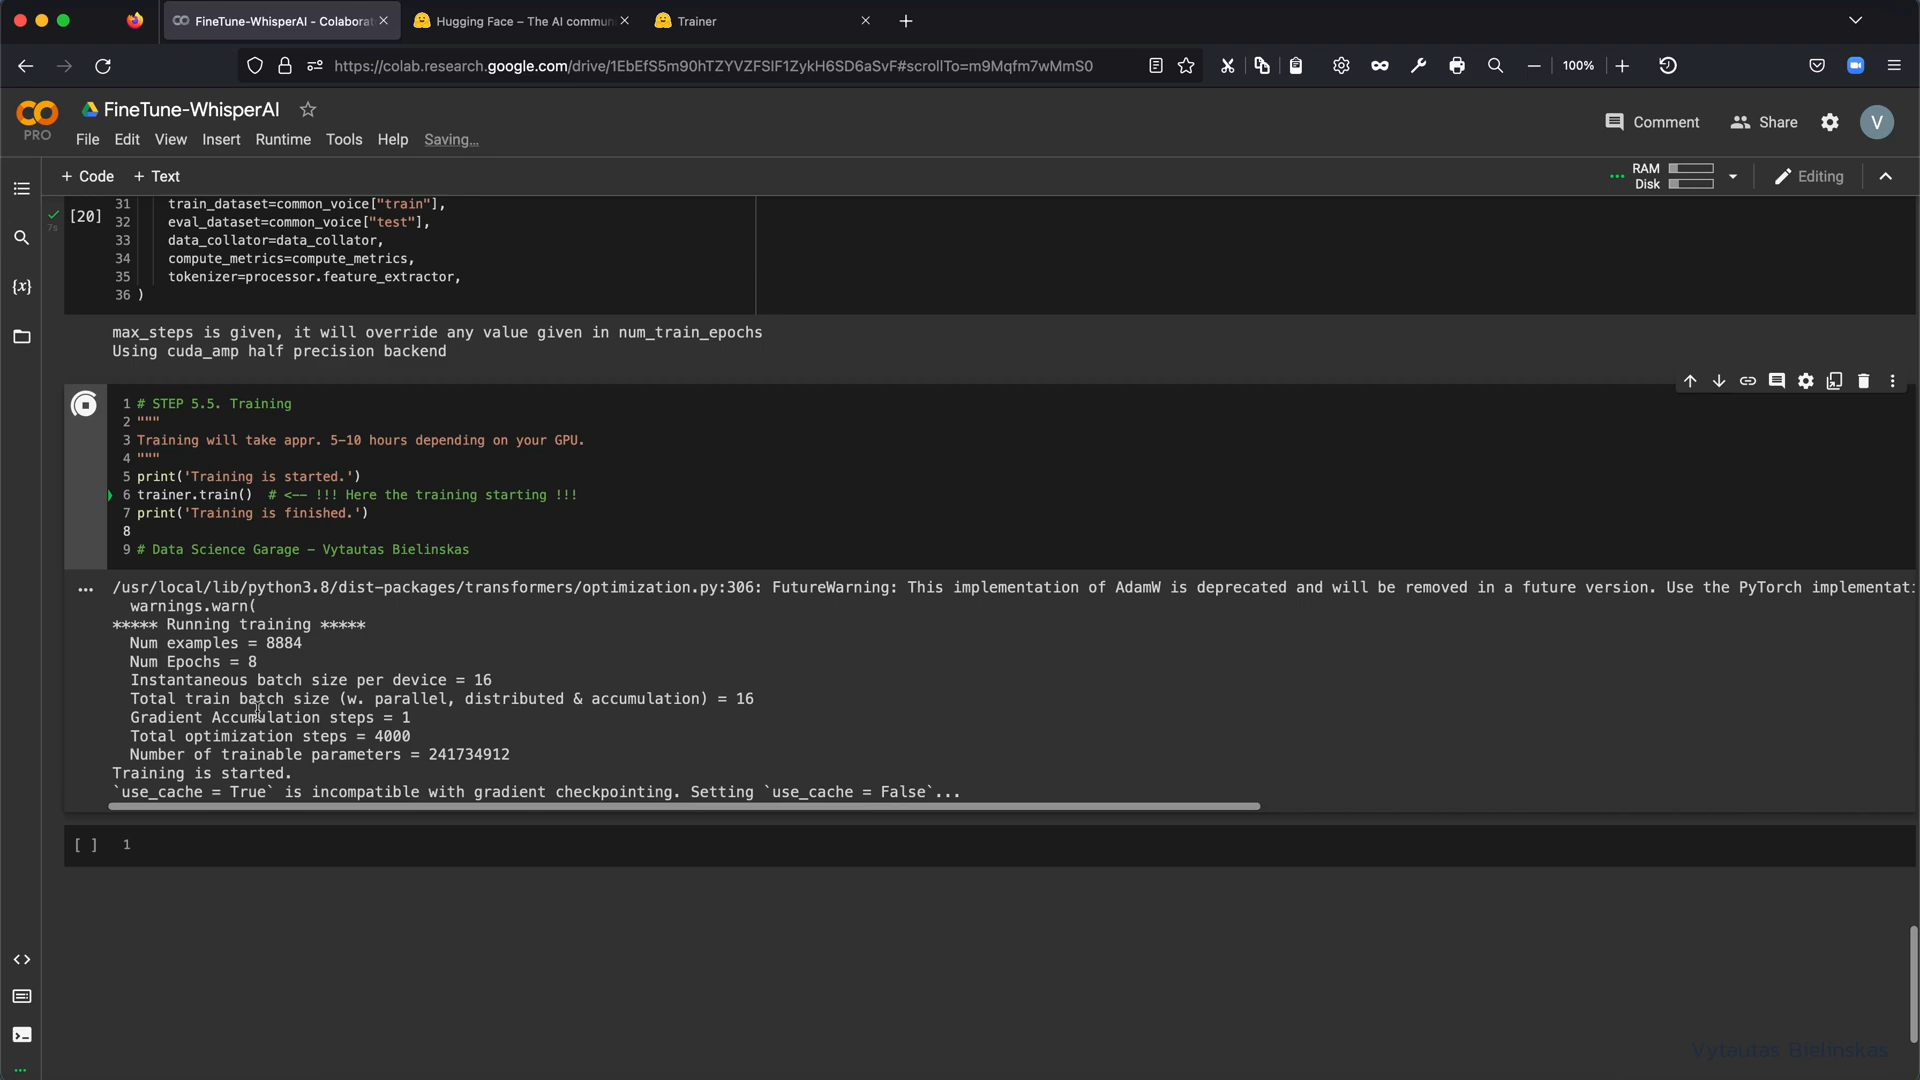 FineTune-WhisperAI - Colaborat
Hugging Face – The AI commun
Trainer
https://colab.research.google.com/drive/1EbEfS5m90hTZYVZFSIF1ZykH6SD6aSvF#scrollTo=m9Mqfm7wMmS0
100%
PRO
FineTune-WhisperAI
File Edit View Insert Runtime Tools Help Saving...
Comment
Share
V
+ Code + Text
RAM
Disk
Editing
[20]
7s
31 train_dataset=common_voice["train"],
32 eval_dataset=common_voice["test"],
33 data_collator=data_collator,
34 compute_metrics=compute_metrics,
35 tokenizer=processor.feature_extractor,
36 )
max_steps is given, it will override any value given in num_train_epochs
Using cuda_amp half precision backend
1 # STEP 5.5. Training
2 """
3 Training will take appr. 5-10 hours depending on your GPU.
4 """
5 print('Training is started.')
6 trainer.train() # <-- !!! Here the training starting !!!
7 print('Training is finished.')
8
9 # Data Science Garage - Vytautas Bielinskas
/usr/local/lib/python3.8/dist-packages/transformers/optimization.py:306: FutureWarning: This implementation of AdamW is deprecated and will be removed in a future version. Use the PyTorch implementati
warnings.warn(
***** Running training *****
Num examples = 8884
Num Epochs = 8
Instantaneous batch size per device = 16
Total train batch size (w. parallel, distributed & accumulation) = 16
Gradient Accumulation steps = 1
Total optimization steps = 4000
Number of trainable parameters = 241734912
Training is started.
`use_cache = True` is incompatible with gradient checkpointing. Setting `use_cache = False`...
[ ] 1
Vytautas Bielinskas